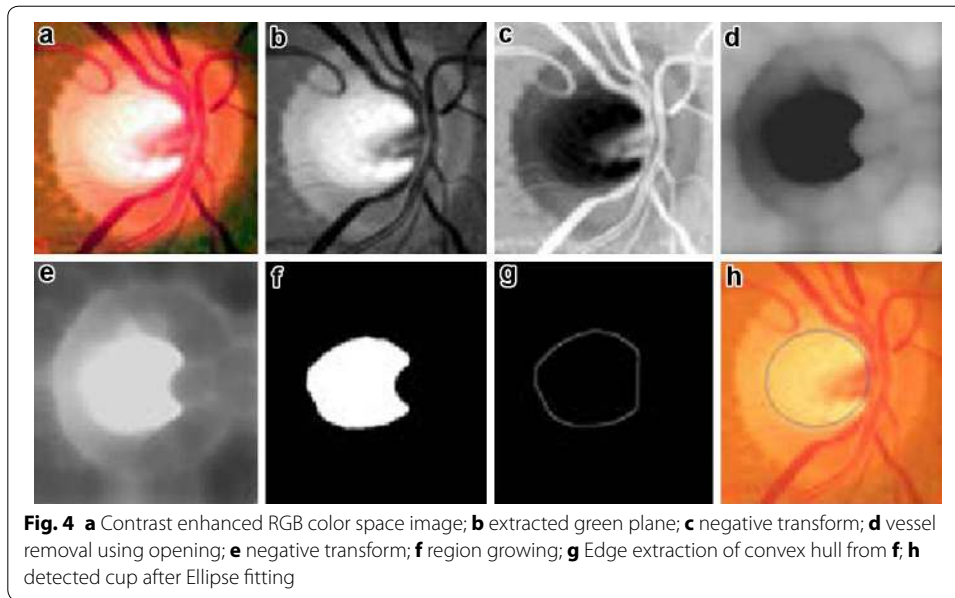 a b c d
e f g h
Fig. 4 a Contrast enhanced RGB color space image; b extracted green plane; c negative transform; d vessel
removal using opening; e negative transform; f region growing; g Edge extraction of convex hull from f; h
detected cup after Ellipse fitting